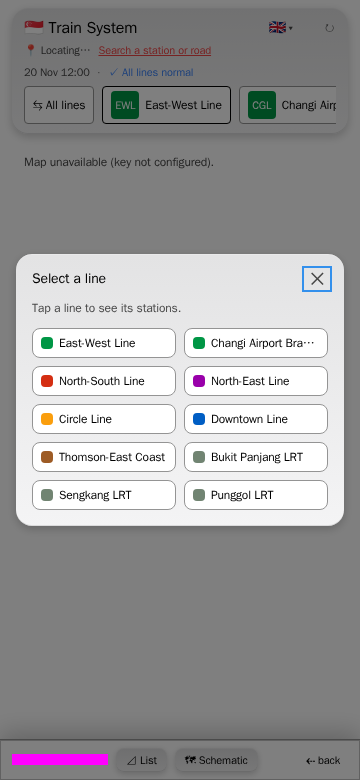 🇸🇬 Train System 🇬🇧▾ ↻
📍 Locating⋯ Search a station or road
20 Nov 12:00 · ✓ All lines normal
⇆ All lines EWL East-West Line CGL Changi Airp
Map unavailable (key not configured).
Select a line
Tap a line to see its stations.
East-West Line Changi Airport Bra⋯
North-South Line North-East Line
Circle Line Downtown Line
Thomson-East Coast Bukit Panjang LRT
Sengkang LRT Punggol LRT
List Schematic ← back